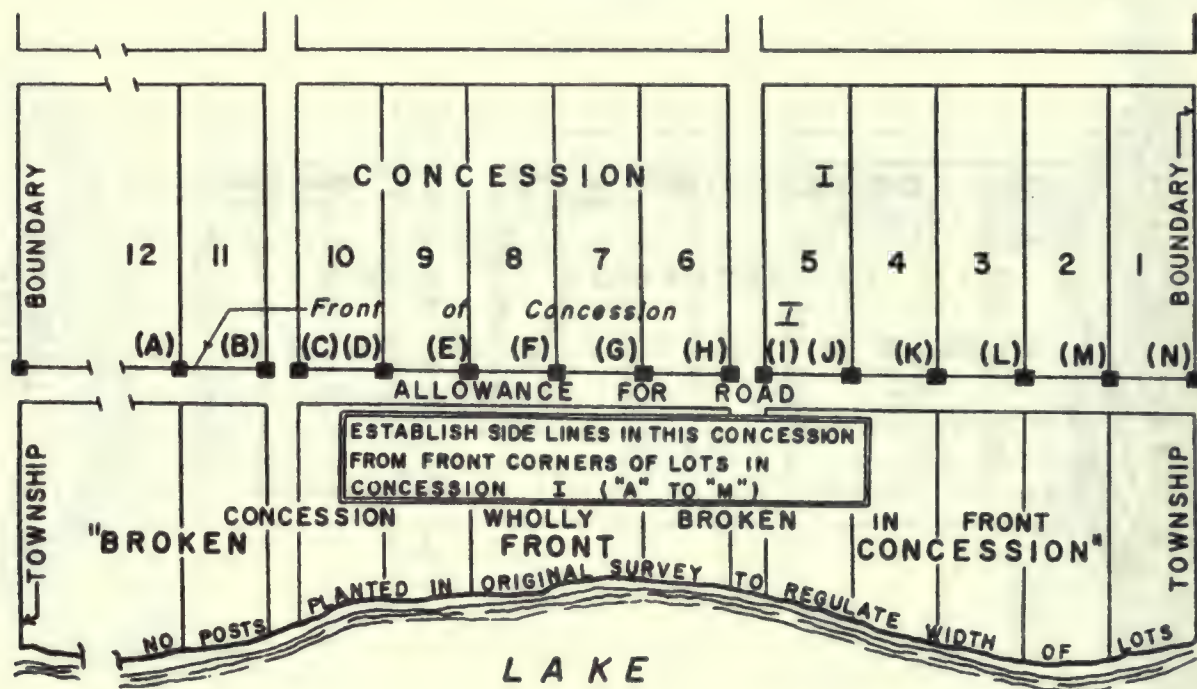 CONCESSION I
BOUNDARY
BOUNDARY
12 11 10 9 8 7 6 5 4 3 2 1
Front of Concession I
(A) (B) (C) (D) (E) (F) (G) (H) (I) (J) (K) (L) (M) (N)
ALLOWANCE FOR ROAD
ESTABLISH SIDE LINES IN THIS CONCESSION
FROM FRONT CORNERS OF LOTS IN
CONCESSION I ("A" TO "M")
TOWNSHIP
TOWNSHIP
CONCESSION WHOLLY BROKEN IN FRONT
"BROKEN FRONT CONCESSION"
NO POSTS PLANTED IN ORIGINAL SURVEY TO REGULATE WIDTH OF LOTS
LAKE